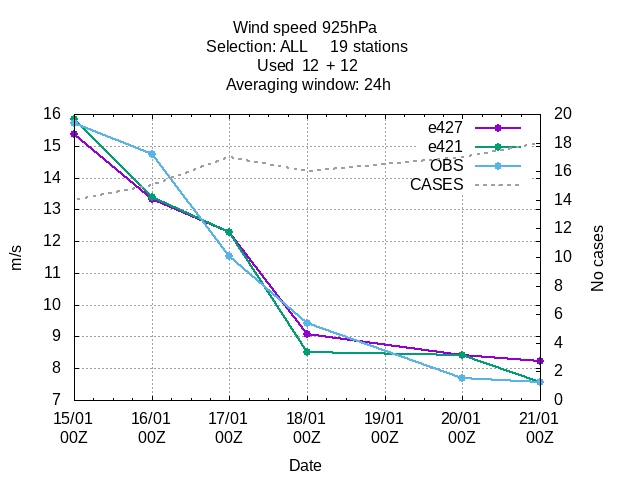 Wind speed 925hPa
Selection: ALL 19 stations
Used 12 + 12
Averaging window: 24h
16
15
14
13
12
11
10
9
8
7
m/s
20
18
16
14
12
10
8
6
4
2
0
No cases
e427
e421
OBS
CASES
15/01 16/01 17/01 18/01 19/01 20/01 21/01
00Z 00Z 00Z 00Z 00Z 00Z 00Z
Date